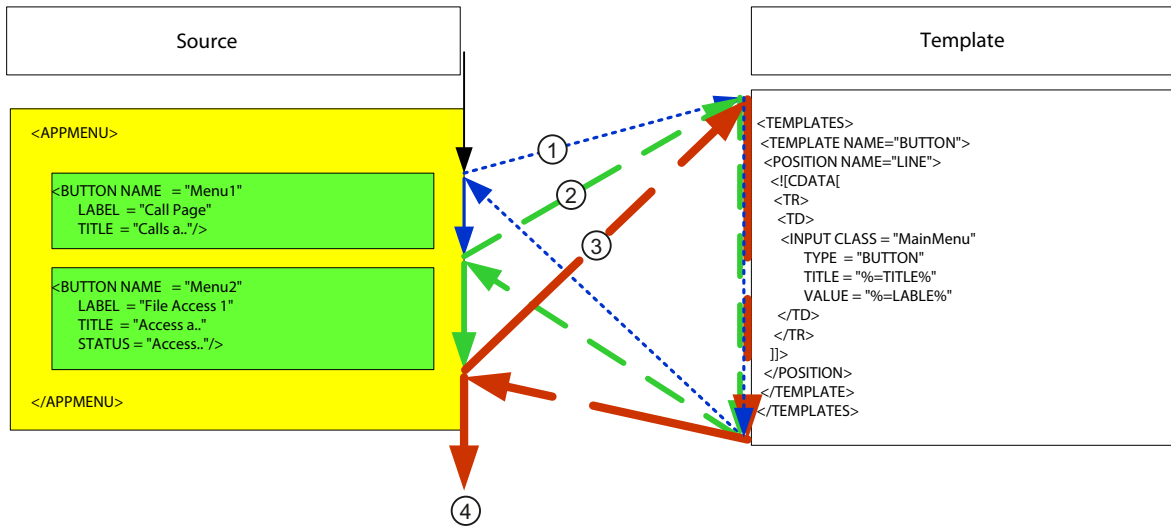 Source
Template
<APPMENU>
<BUTTON NAME = "Menu1"
LABEL = "Call Page"
TITLE = "Calls a.."/>
<BUTTON NAME = "Menu2"
LABEL = "File Access 1"
TITLE = "Access a.."
STATUS = "Access.."/>
</APPMENU>
1
2
3
4
<TEMPLATES>
<TEMPLATE NAME="BUTTON">
<POSITION NAME="LINE">
<![CDATA[
<TR>
<TD>
<INPUT CLASS = "MainMenu"
TYPE = "BUTTON"
TITLE = "%=TITLE%"
VALUE = "%=LABLE%"
</TD>
</TR>
]]>
</POSITION>
</TEMPLATE>
</TEMPLATES>